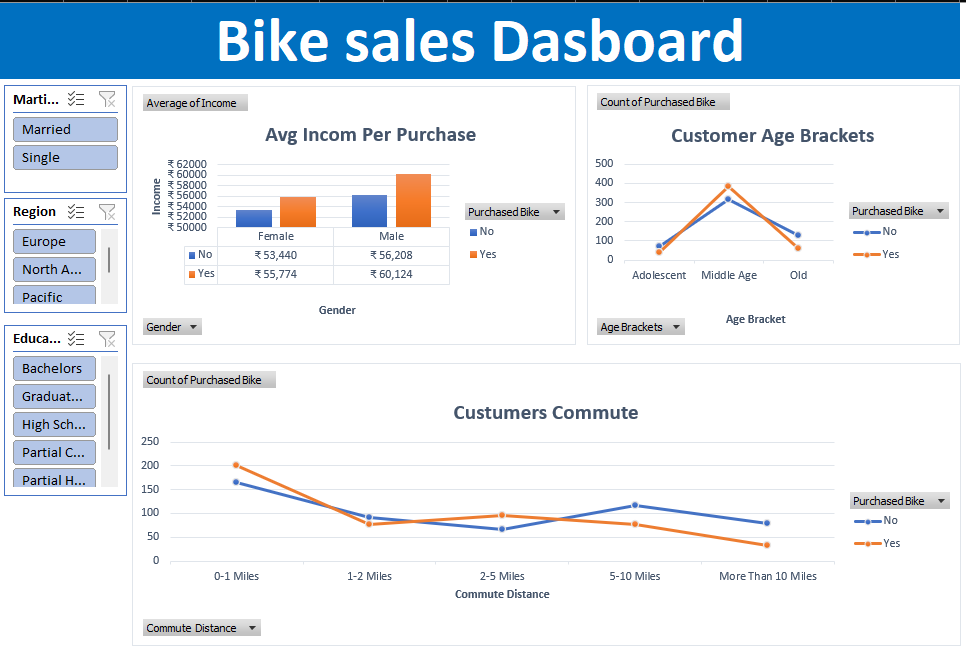 Bike sales Dasboard
Marti...
Married
Single
Region
Europe
North A...
Pacific
Educa...
Bachelors
Graduat...
High Sch...
Partial C...
Partial H...
Average of Income
Avg Incom Per Purchase
Income
₹ 62000
₹ 60000
₹ 58000
₹ 56000
₹ 54000
₹ 52000
₹ 50000
Female Male
No ₹ 53,440 ₹ 56,208
Yes ₹ 55,774 ₹ 60,124
Gender
Purchased Bike
No
Yes
Gender
Count of Purchased Bike
Customer Age Brackets
500
400
300
200
100
0
Adolescent Middle Age Old
Age Bracket
Purchased Bike
No
Yes
Age Brackets
Count of Purchased Bike
Custumers Commute
250
200
150
100
50
0
0-1 Miles 1-2 Miles 2-5 Miles 5-10 Miles More Than 10 Miles
Commute Distance
Purchased Bike
No
Yes
Commute Distance